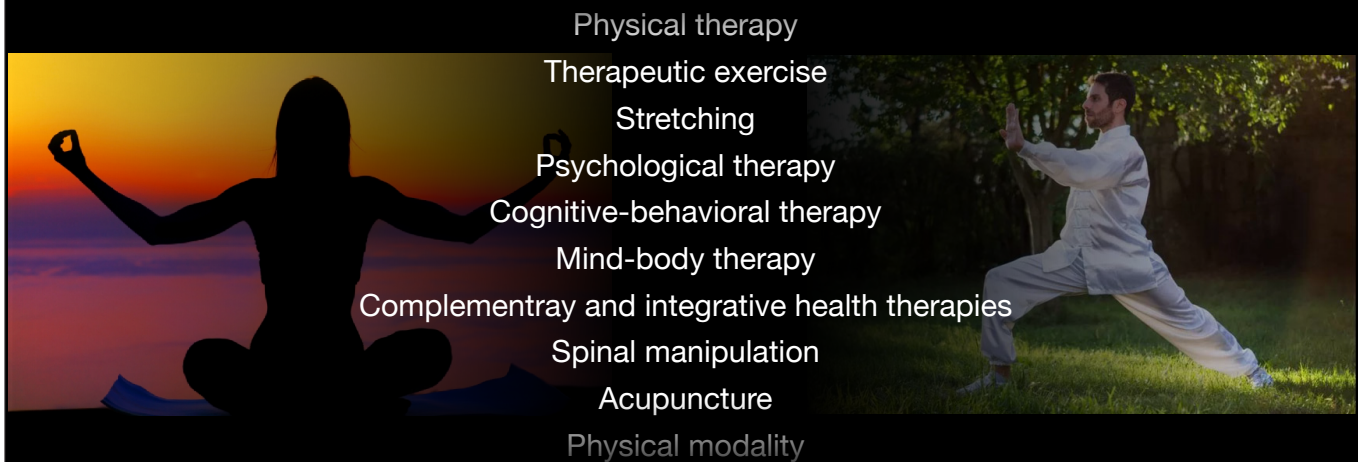 Physical therapy
Therapeutic exercise
Stretching
Psychological therapy
Cognitive-behavioral therapy
Mind-body therapy
Complementray and integrative health therapies
Spinal manipulation
Acupuncture
Physical modality